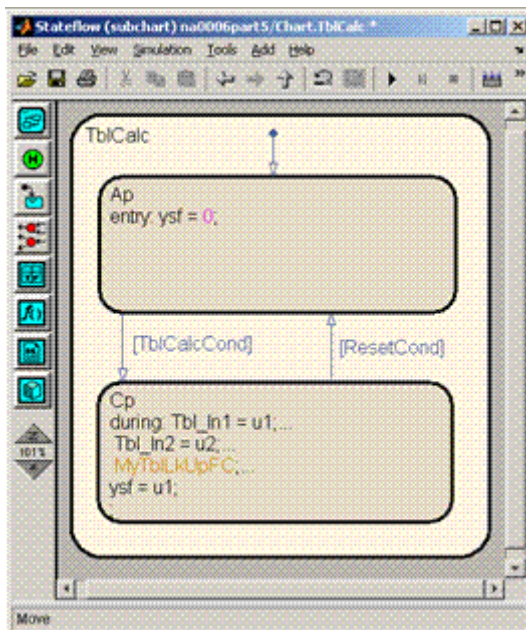 Stateflow (subchart) na0006part5/Chart.TblCalc *
File Edit View Simulation Tools Add Help
TblCalc
Ap
entry: ysf = 0;
[TblCalcCond]
[ResetCond]
Cp
during: Tbl_In1 = u1;...
Tbl_In2 = u2;...
MyTblLkUpFC;...
ysf = u1;
101%
Move